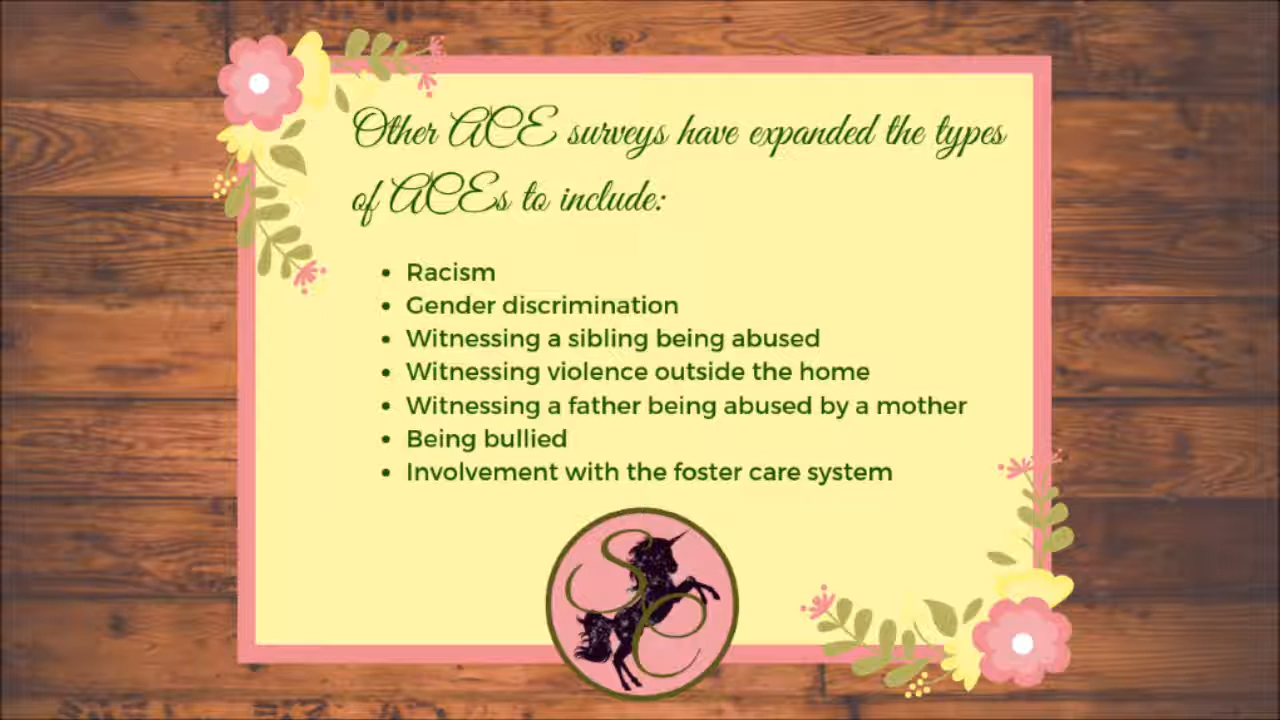 Other ACE surveys have expanded the types
of ACEs to include:
• Racism
• Gender discrimination
• Witnessing a sibling being abused
• Witnessing violence outside the home
• Witnessing a father being abused by a mother
• Being bullied
• Involvement with the foster care system
SC